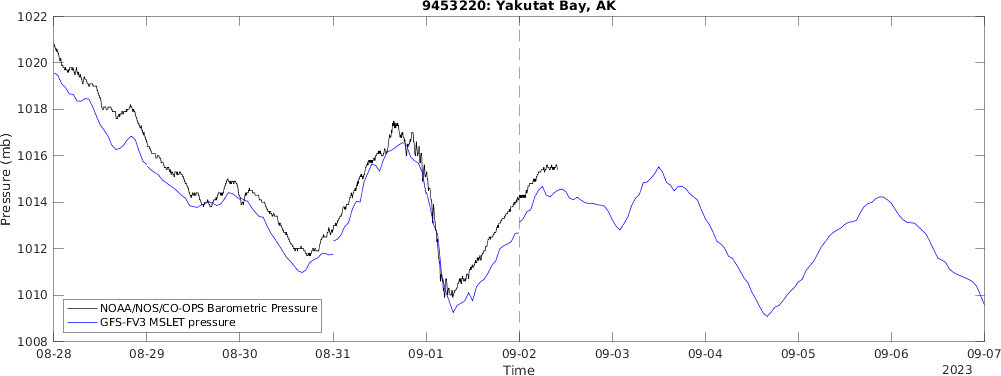 9453220: Yakutat Bay, AK
Pressure (mb)
1022
1020
1018
1016
1014
1012
1010
1008
NOAA/NOS/CO-OPS Barometric Pressure
GFS-FV3 MSLET pressure
08-28 08-29 08-30 08-31 09-01 09-02 09-03 09-04 09-05 09-06 09-07
Time
2023